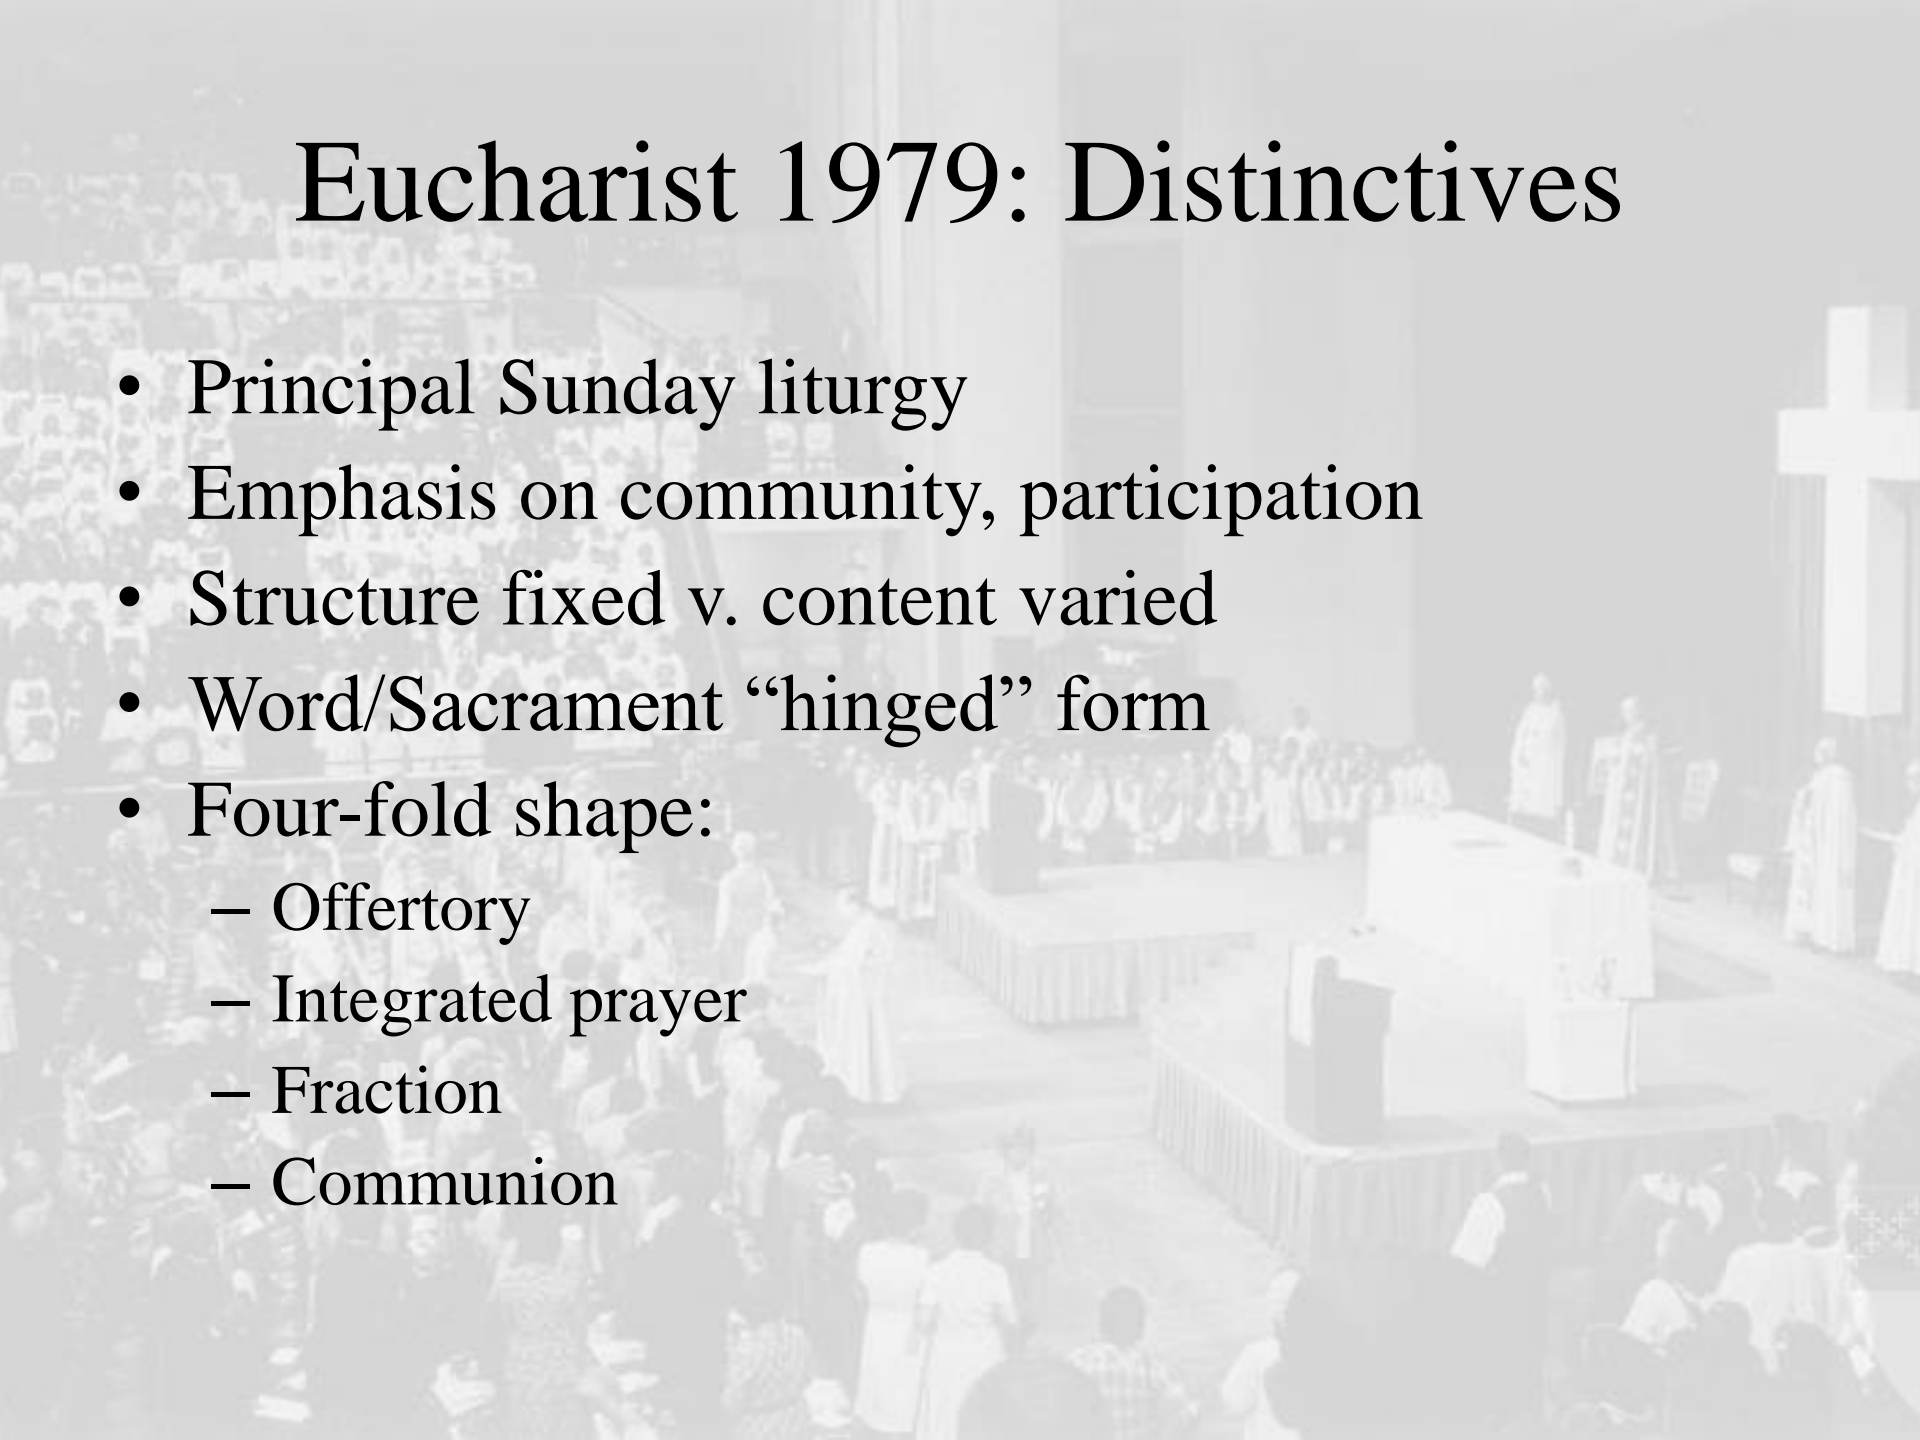 Eucharist 1979: Distinctives
• Principal Sunday liturgy
• Emphasis on community, participation
• Structure fixed v. content varied
• Word/Sacrament “hinged” form
• Four-fold shape:
– Offertory
– Integrated prayer
– Fraction
– Communion